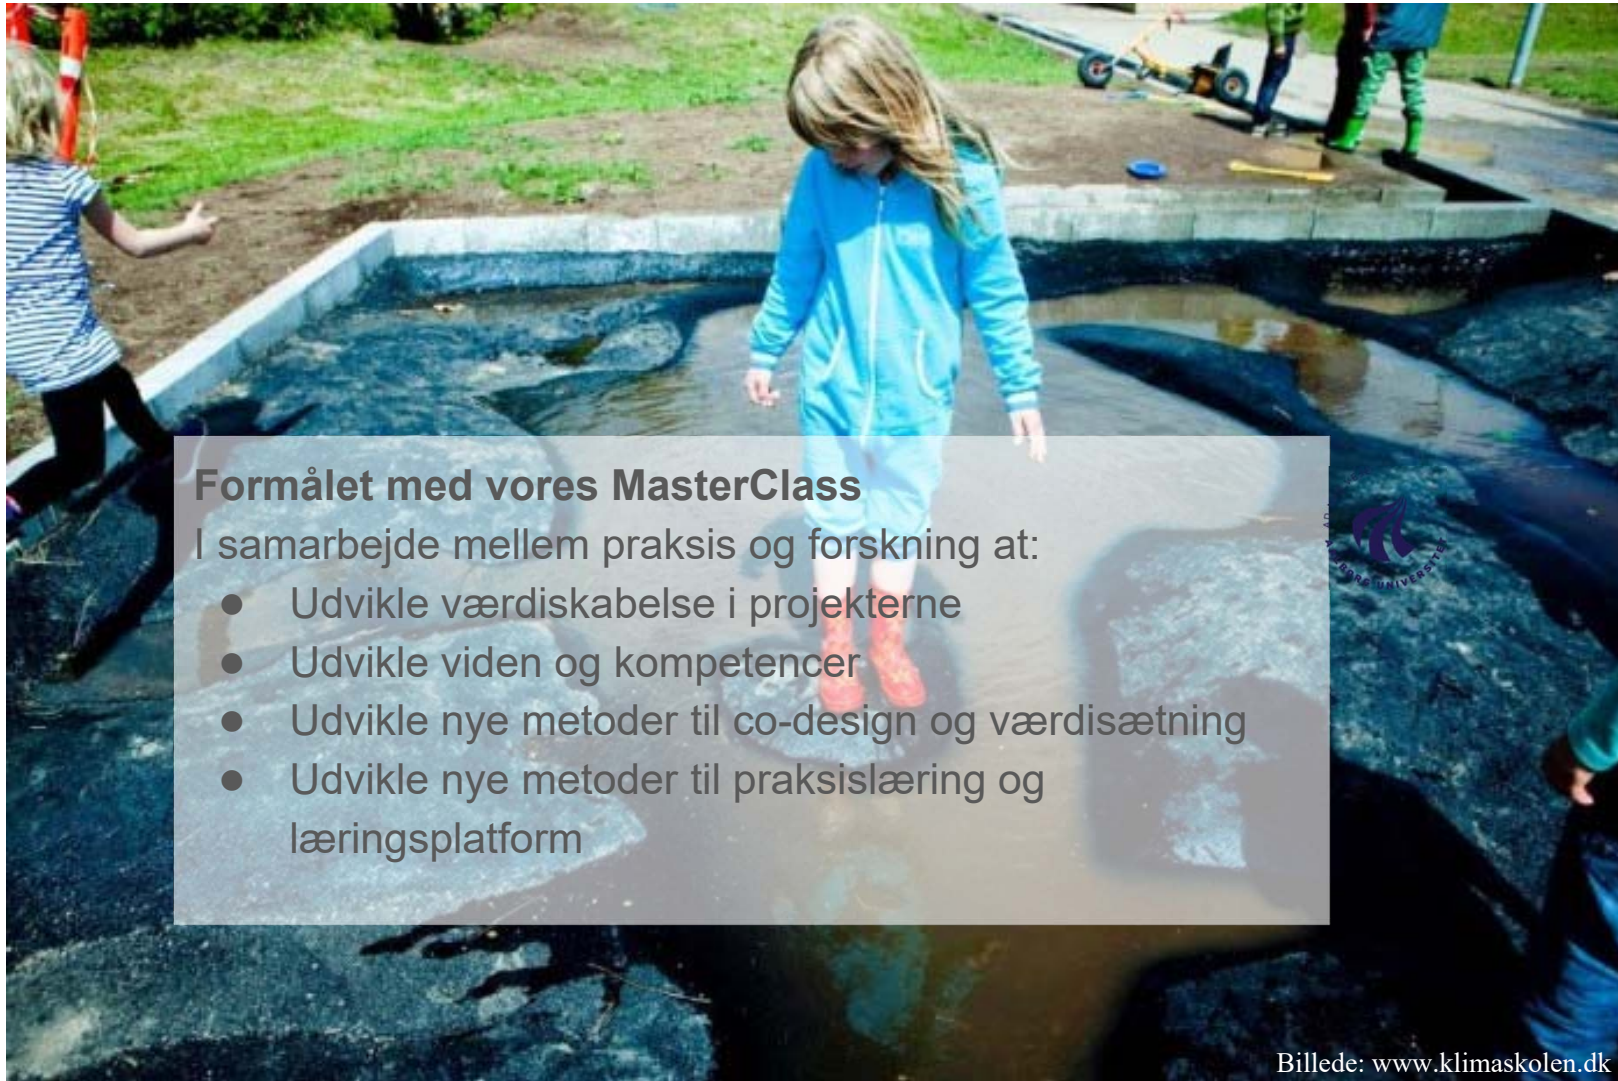 Formålet med vores MasterClass
I samarbejde mellem praksis og forskning at:
● Udvikle værdiskabelse i projekterne
● Udvikle viden og kompetencer
● Udvikle nye metoder til co-design og værdisætning
● Udvikle nye metoder til praksislæring og
læringsplatform
Billede: www.klimaskolen.dk